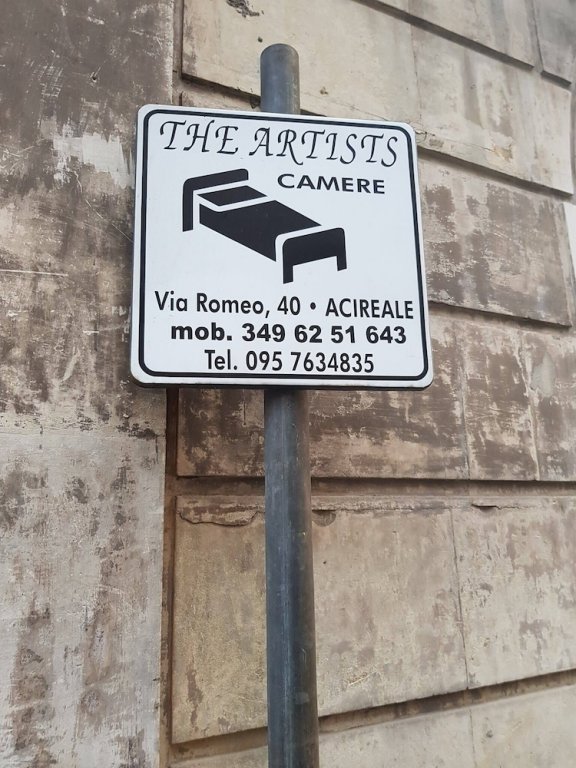 THE ARTISTS
CAMERE
Via Romeo, 40 • ACIREALE
mob. 349 62 51 643
Tel. 095 7634835